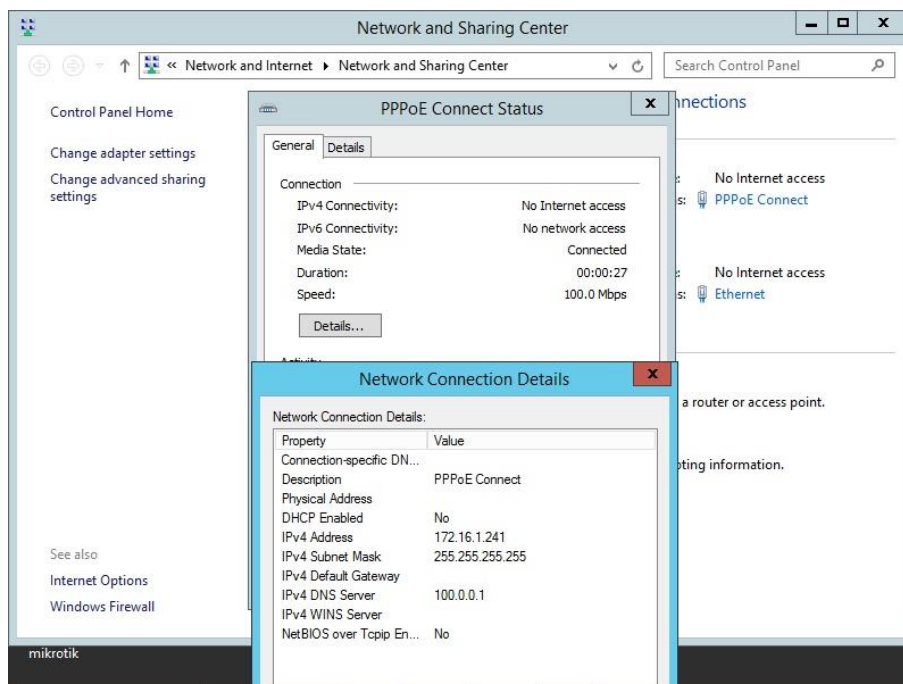 Network and Sharing Center
« Network and Internet ▸ Network and Sharing Center
Search Control Panel
Control Panel Home
Change adapter settings
Change advanced sharing
settings
See also
Internet Options
Windows Firewall
nnections
No Internet access
s: PPPoE Connect
No Internet access
s: Ethernet
a router or access point.
oting information.
PPPoE Connect Status
General Details
Connection
IPv4 Connectivity: No Internet access
IPv6 Connectivity: No network access
Media State: Connected
Duration: 00:00:27
Speed: 100.0 Mbps
Details...
Network Connection Details
Network Connection Details:
Property Value
Connection-specific DN...
Description PPPoE Connect
Physical Address
DHCP Enabled No
IPv4 Address 172.16.1.241
IPv4 Subnet Mask 255.255.255.255
IPv4 Default Gateway
IPv4 DNS Server 100.0.0.1
IPv4 WINS Server
NetBIOS over Tcpip En... No
mikrotik